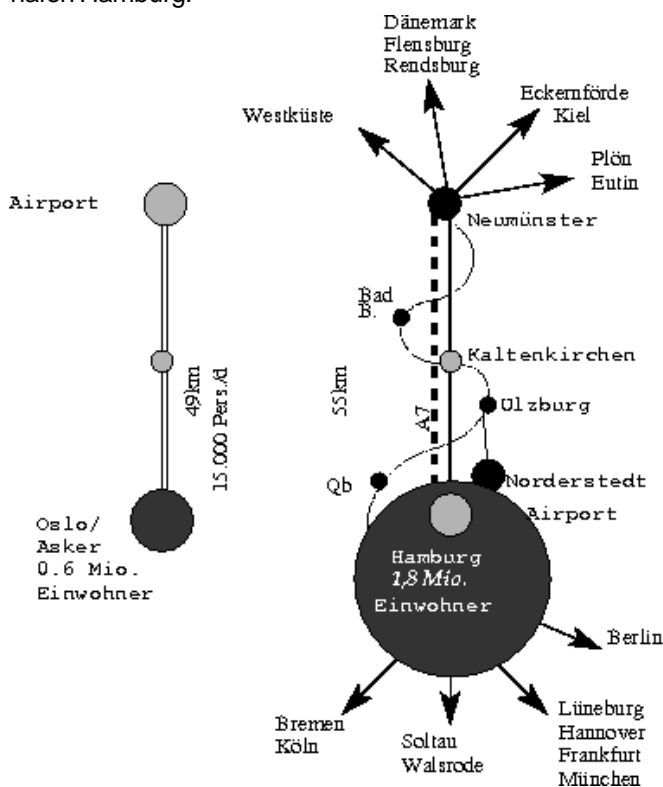 Dänemark
Flensburg
Rendsburg
Eckernförde
Kiel
Westküste
Plön
Eutin
Airport
Neumünster
Bad
B.
Kaltenkirchen
49km
15.000 Pers./d
55km
A7
Ulzburg
Qb
Norderstedt
Airport
Oslo/
Asker
0.6 Mio.
Einwohner
Hamburg
1,8 Mio.
Einwohner
Berlin
Bremen
Köln
Soltau
Walsrode
Lüneburg
Hannover
Frankfurt
München